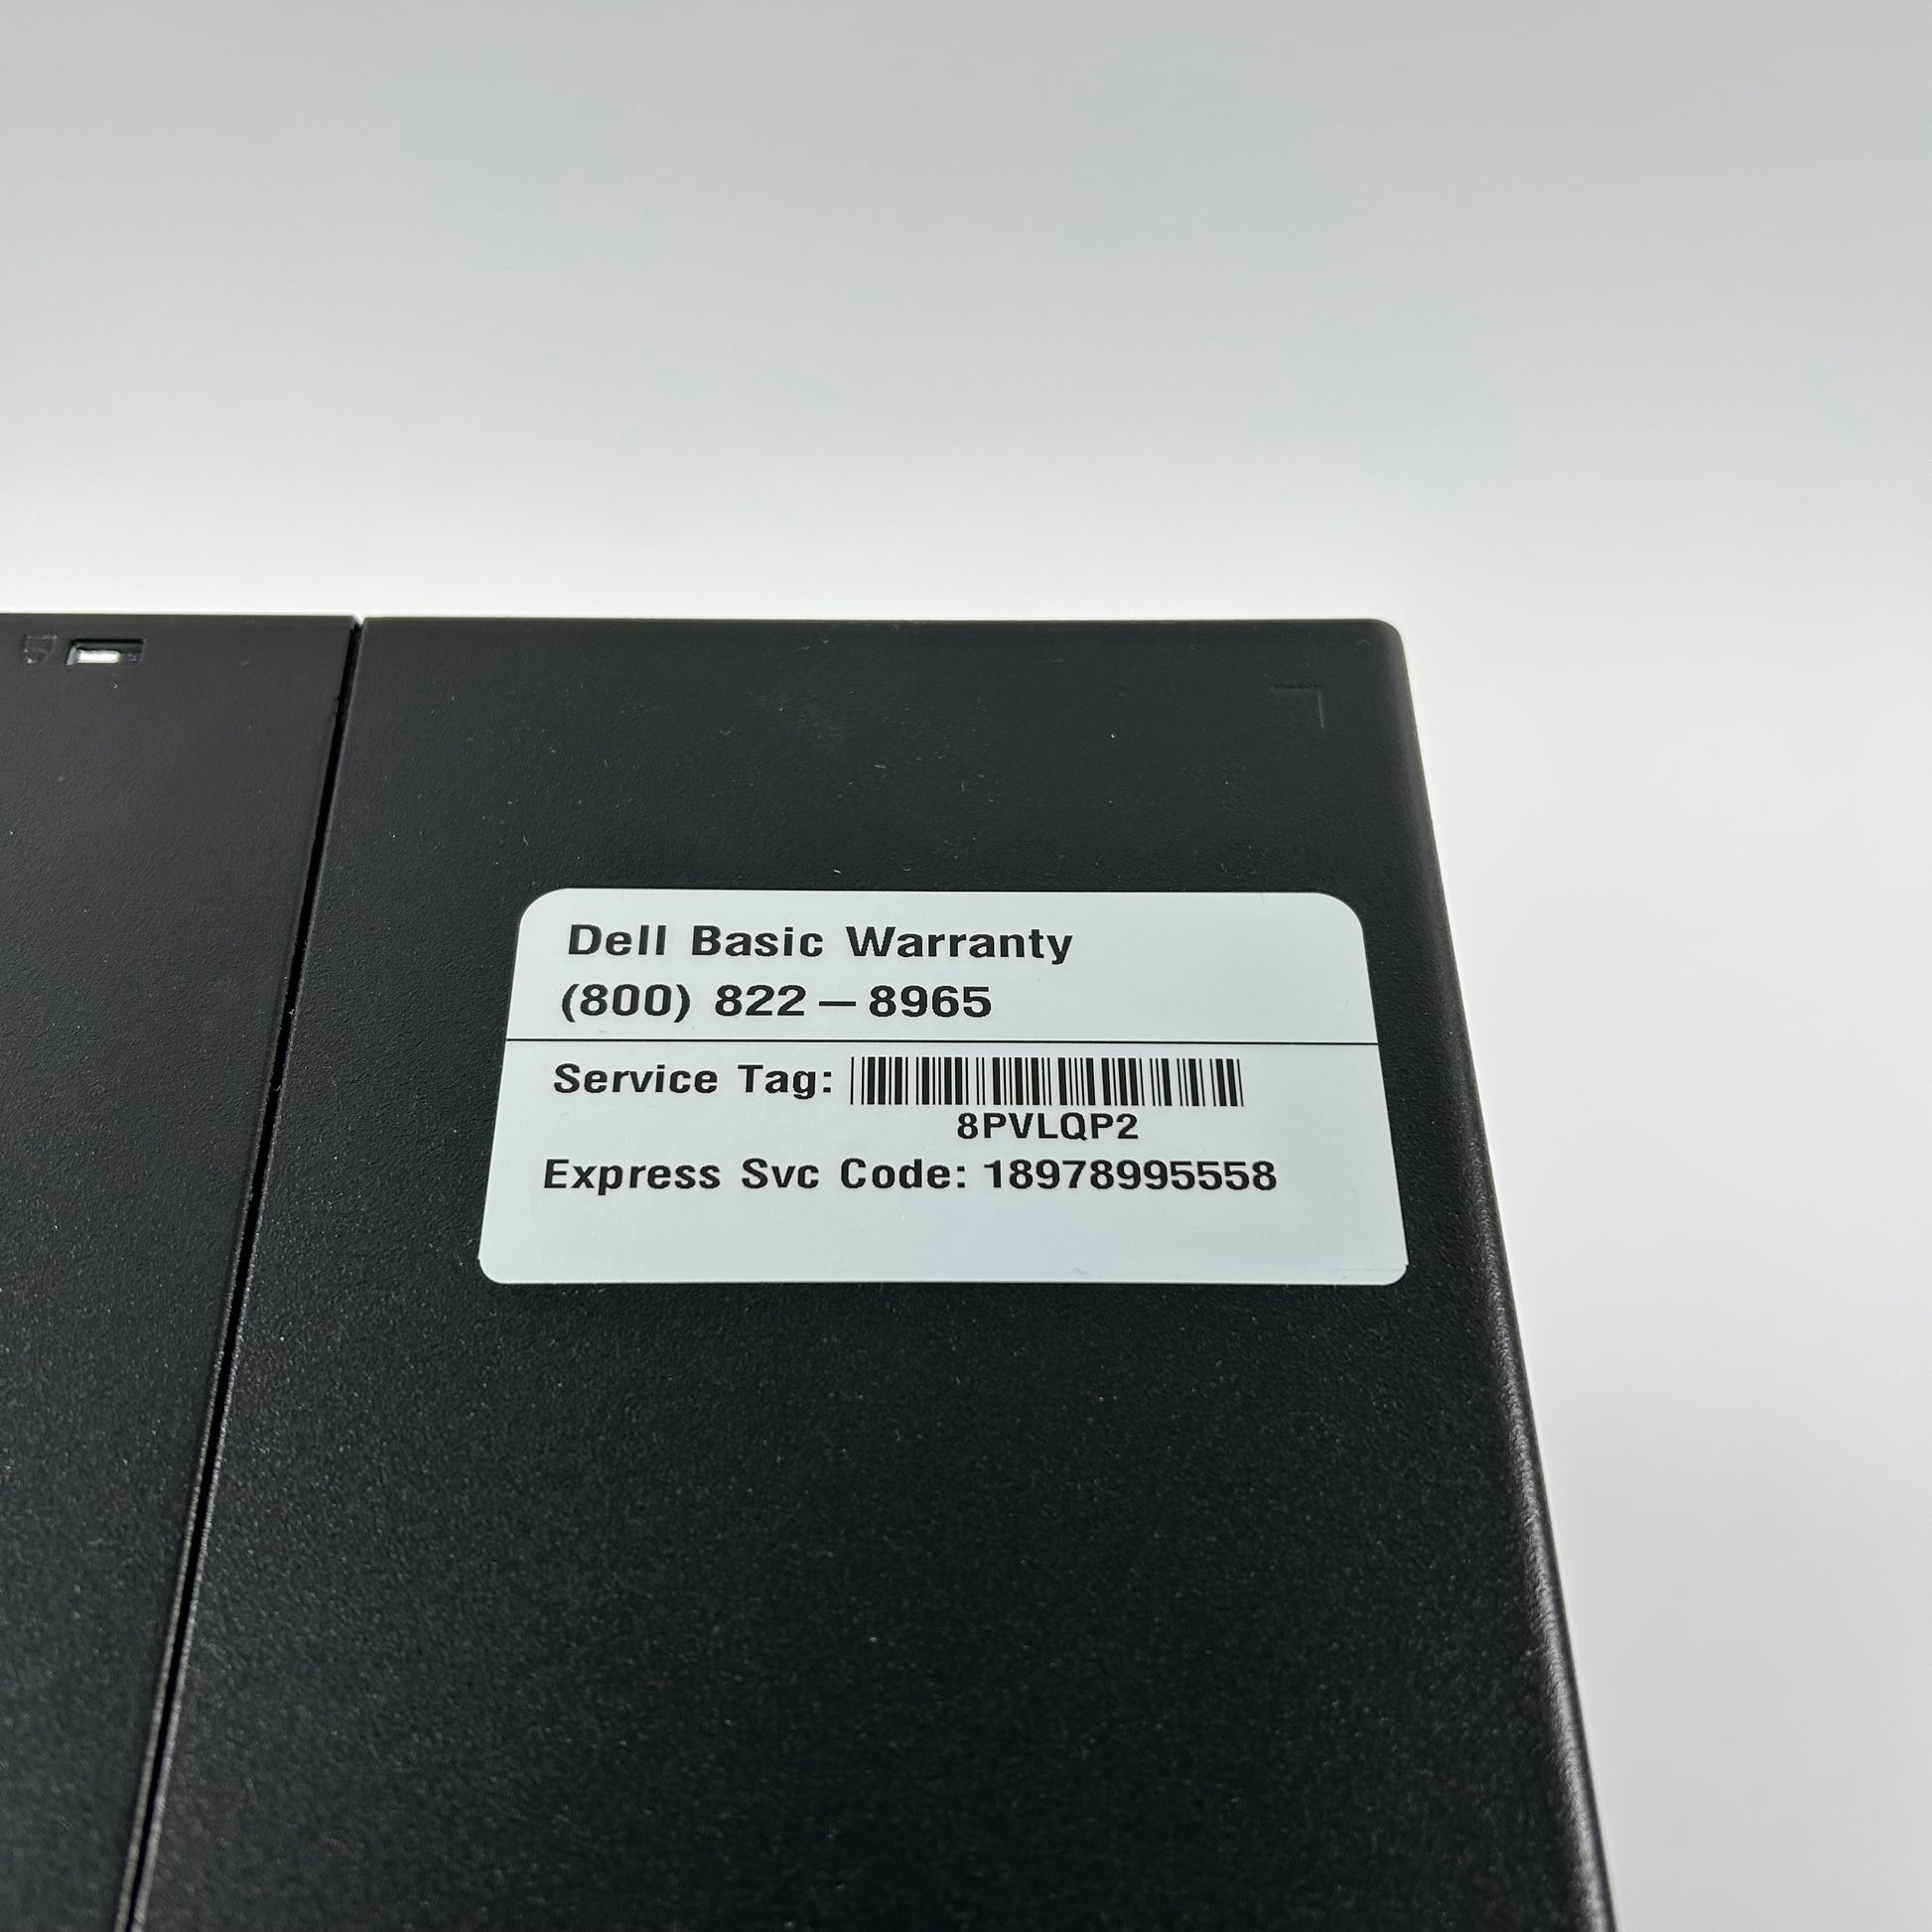 Dell Basic Warranty
(800) 822-8965
Service Tag:
8PVLQP2
Express Svc Code: 18978995558